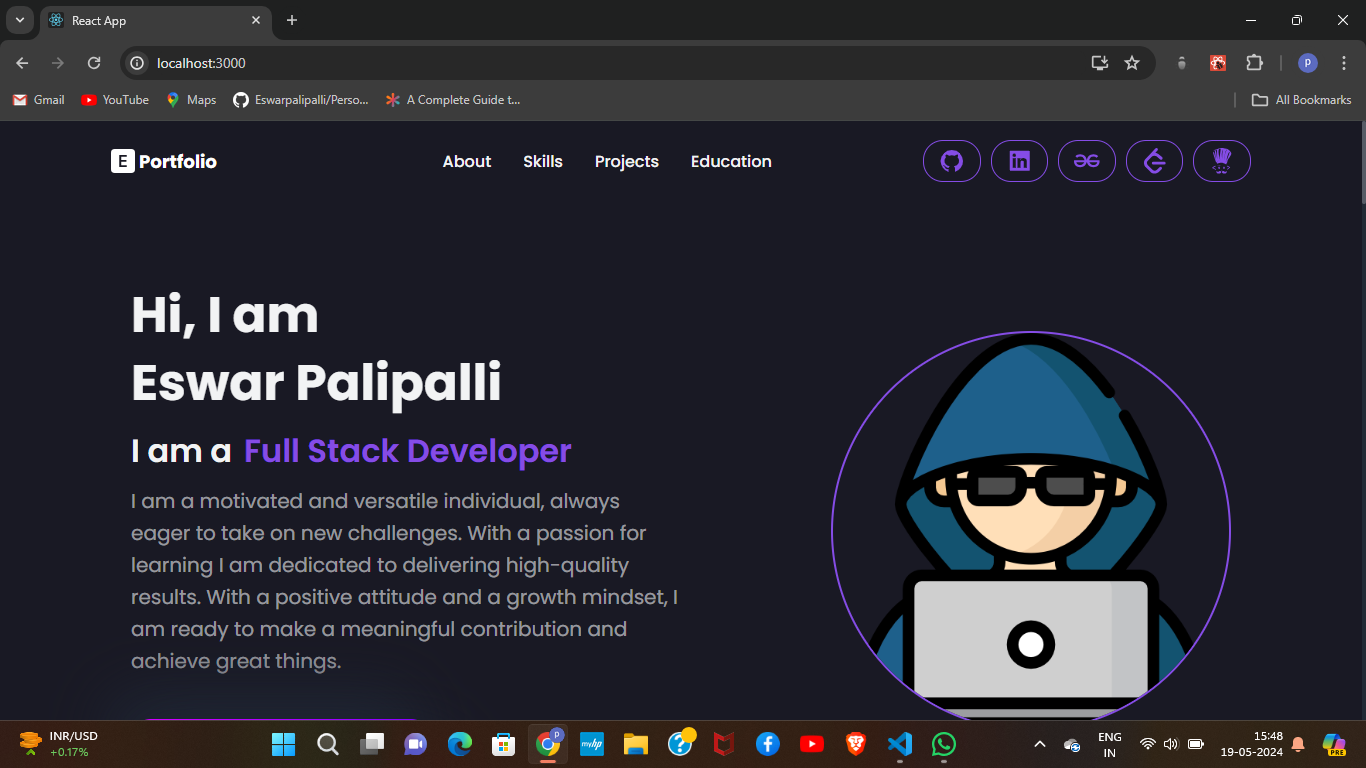 React App
localhost:3000
Gmail
YouTube
Maps
Eswarpalipalli/Perso...
A Complete Guide t...
All Bookmarks
E Portfolio
About
Skills
Projects
Education
Hi, I am
Eswar Palipalli
I am a Full Stack Developer
I am a motivated and versatile individual, always
eager to take on new challenges. With a passion for
learning I am dedicated to delivering high-quality
results. With a positive attitude and a growth mindset, I
am ready to make a meaningful contribution and
achieve great things.
INR/USD
+0.17%
ENG
IN
15:48
19-05-2024